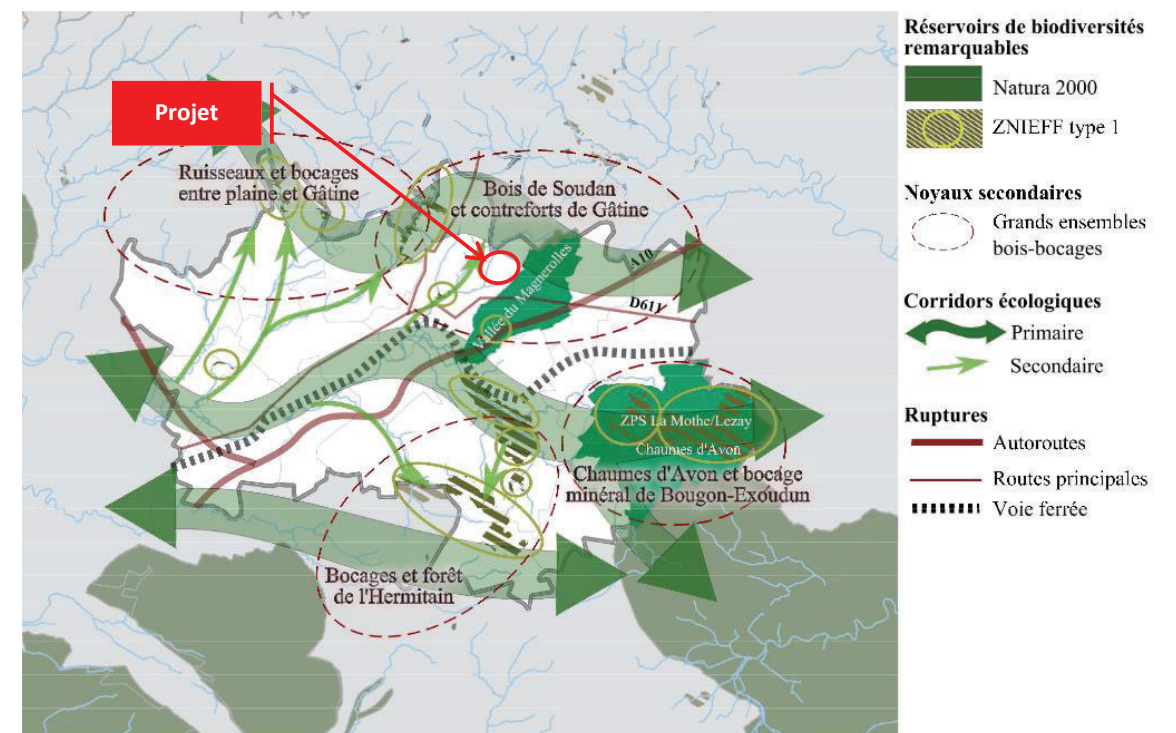 Projet
Ruisseaux et bocages
entre plaine et Gâtine
Bois de Soudan
et contreforts de Gâtine
Vallée du Magnerolles
A10
D611
ZPS La Mothe/Lezay
Chaumes d'Avon
Chaumes d'Avon et bocage
minéral de Bougon-Exoudun
Bocages et forêt
de l'Hermitain
Réservoirs de biodiversités
remarquables
Natura 2000
ZNIEFF type 1
Noyaux secondaires
Grands ensembles
bois-bocages
Corridors écologiques
Primaire
Secondaire
Ruptures
Autoroutes
Routes principales
Voie ferrée